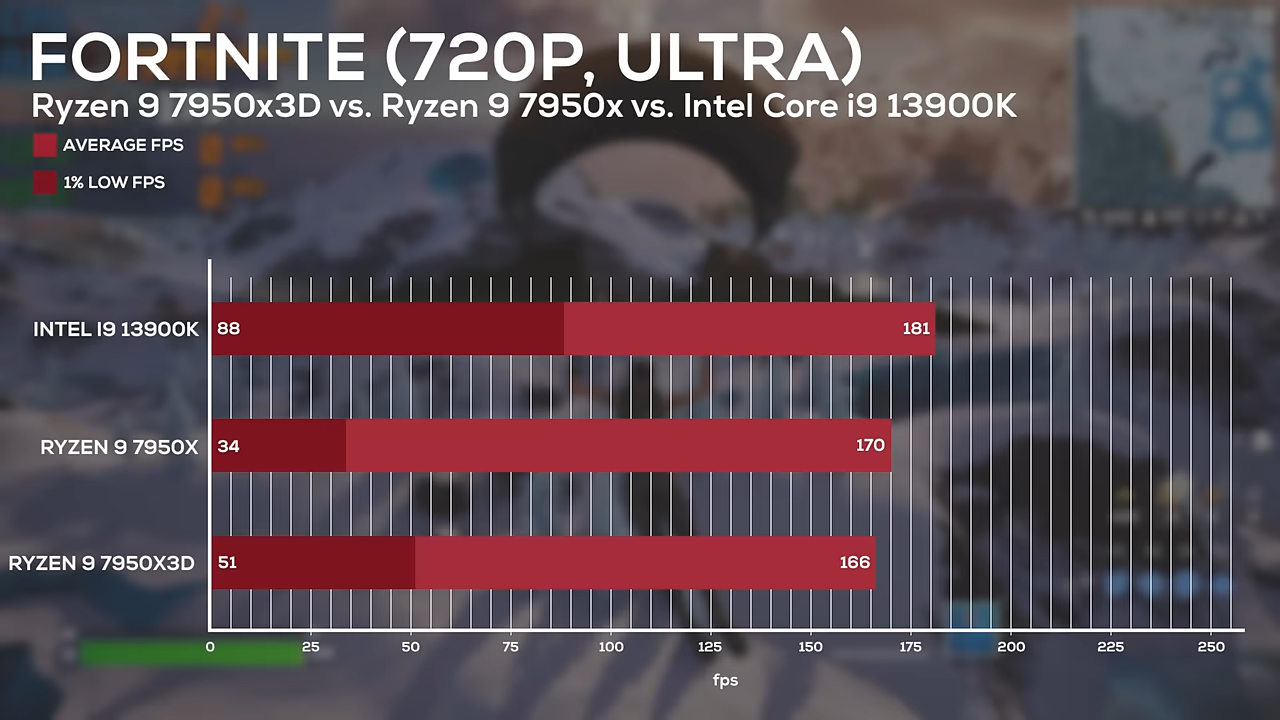 FORTNITE (720P, ULTRA)
Ryzen 9 7950x3D vs. Ryzen 9 7950x vs. Intel Core i9 13900K
AVERAGE FPS
1% LOW FPS
INTEL I9 13900K 88 181
RYZEN 9 7950X 34 170
RYZEN 9 7950X3D 51 166
0 25 50 75 100 125 150 175 200 225 250
fps